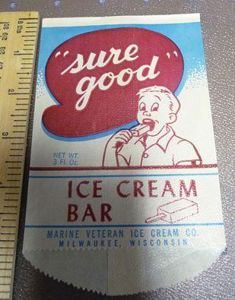 "sure
good"
NET WT.
3 FL. OZ.
ICE CREAM
BAR
MARINE VETERAN ICE CREAM CO.
MILWAUKEE, WISCONSIN